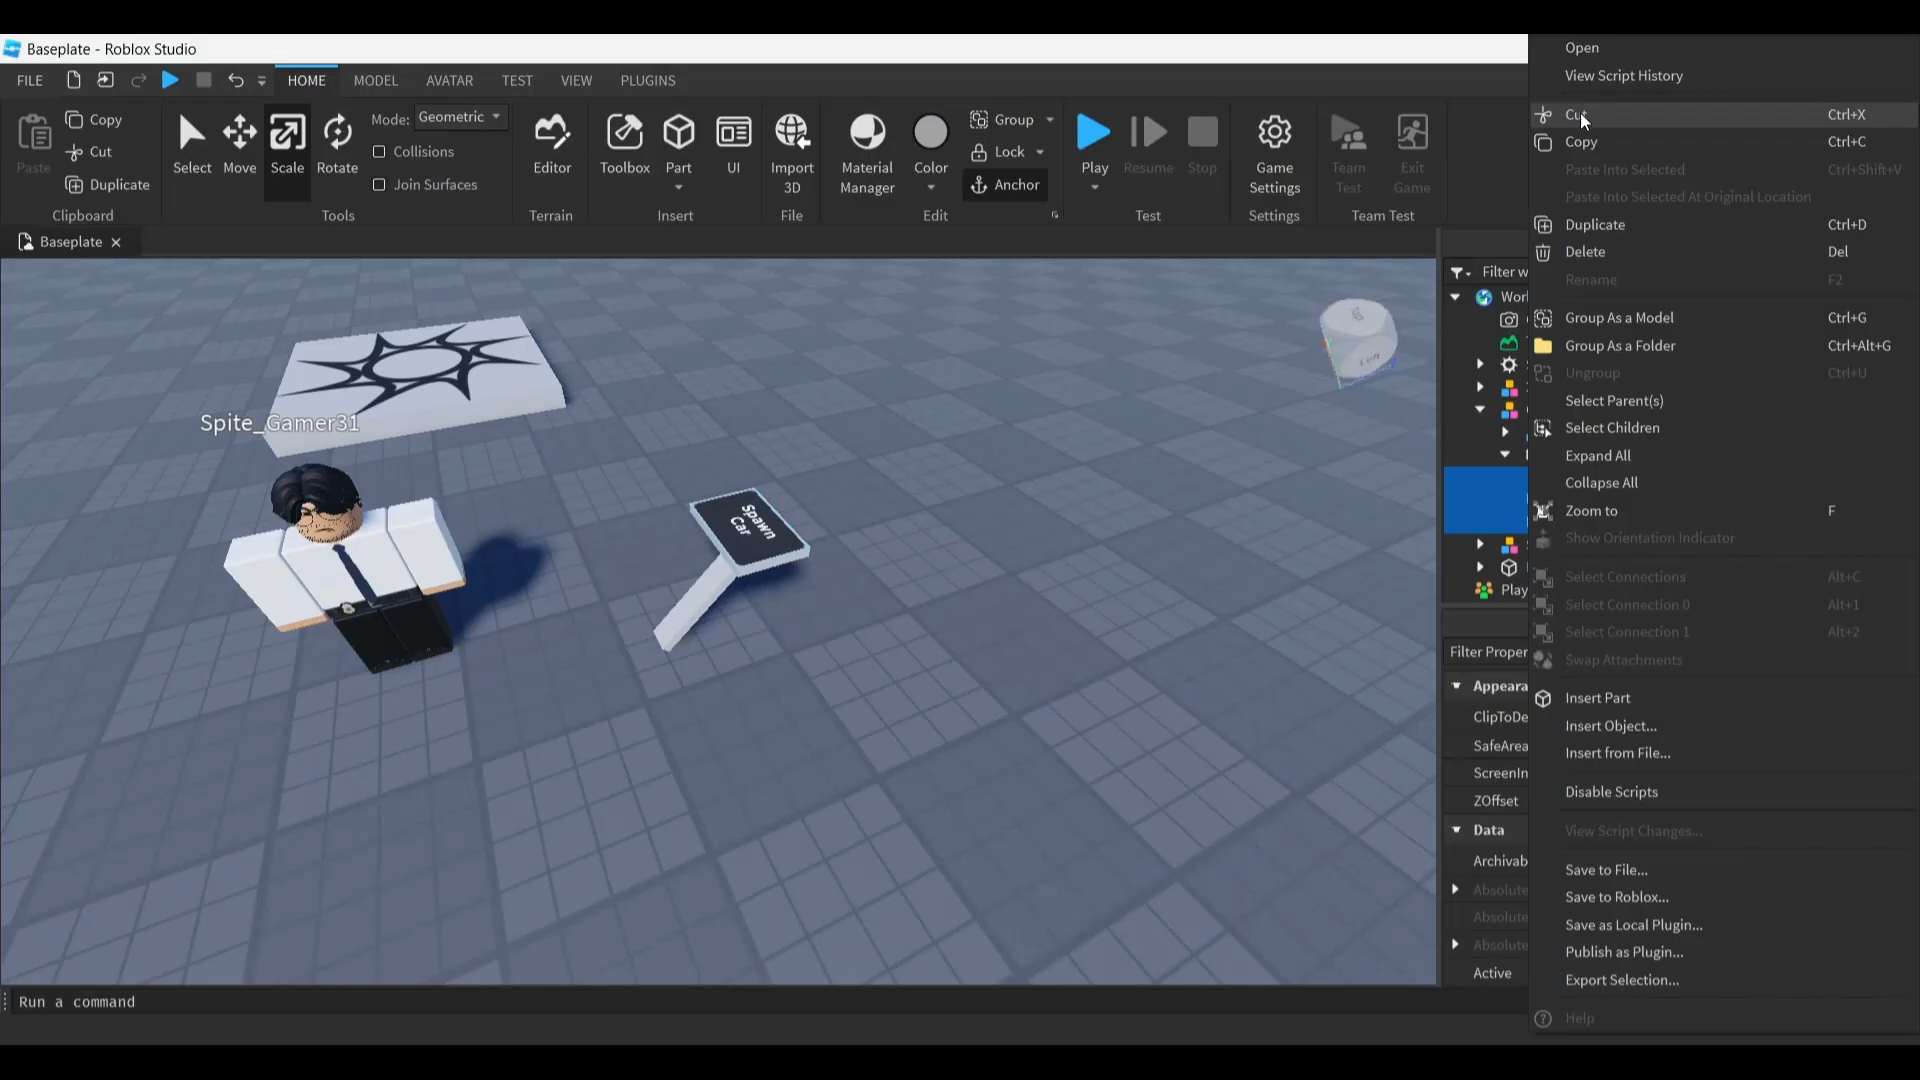 Baseplate - Roblox Studio
FILE
HOME
MODEL
AVATAR
TEST
VIEW
PLUGINS
Paste
Copy
Cut
Duplicate
Clipboard
Select
Move
Scale
Rotate
Mode:
Geometric
Collisions
Join Surfaces
Tools
Editor
Terrain
Toolbox
Part
UI
Insert
Import
3D
File
Material
Manager
Color
Group
Lock
Anchor
Edit
Play
Resume
Stop
Test
Game
Settings
Settings
Team
Test
Exit
Game
Team Test
Baseplate
Spite_Gamer31
Spawn
Car
Left
Filter w
Worl
Play
Filter Proper
Appeara
ClipToDe
SafeArea
ScreenIn
ZOffset
Data
Archivab
Absolute
Absolute
Absolute
Active
Open
View Script History
Cut Ctrl+X
Copy Ctrl+C
Paste Into Selected Ctrl+Shift+V
Paste Into Selected At Original Location
Duplicate Ctrl+D
Delete Del
Rename F2
Group As a Model Ctrl+G
Group As a Folder Ctrl+Alt+G
Ungroup Ctrl+U
Select Parent(s)
Select Children
Expand All
Collapse All
Zoom to F
Show Orientation Indicator
Select Connections Alt+C
Select Connection 0 Alt+1
Select Connection 1 Alt+2
Swap Attachments
Insert Part
Insert Object...
Insert from File...
Disable Scripts
View Script Changes...
Save to File...
Save to Roblox...
Save as Local Plugin...
Publish as Plugin...
Export Selection...
Help
Run a command